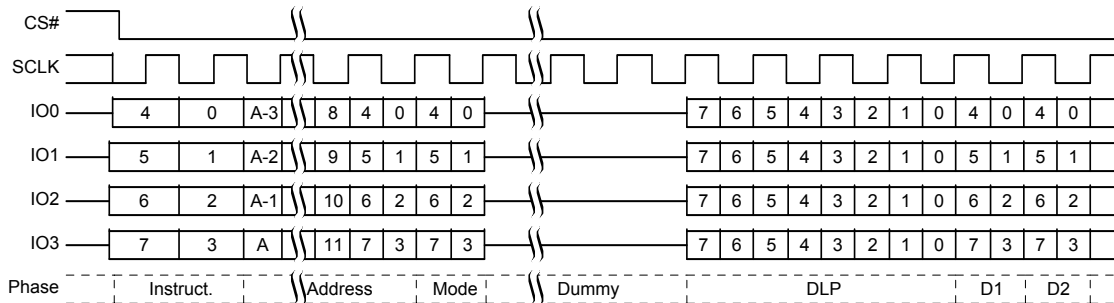 CS#
SCLK
IO0 4 0 A-3 8 4 0 4 0 7 6 5 4 3 2 1 0 4 0 4 0
IO1 5 1 A-2 9 5 1 5 1 7 6 5 4 3 2 1 0 5 1 5 1
IO2 6 2 A-1 10 6 2 6 2 7 6 5 4 3 2 1 0 6 2 6 2
IO3 7 3 A 11 7 3 7 3 7 6 5 4 3 2 1 0 7 3 7 3
Phase Instruct. Address Mode Dummy DLP D1 D2